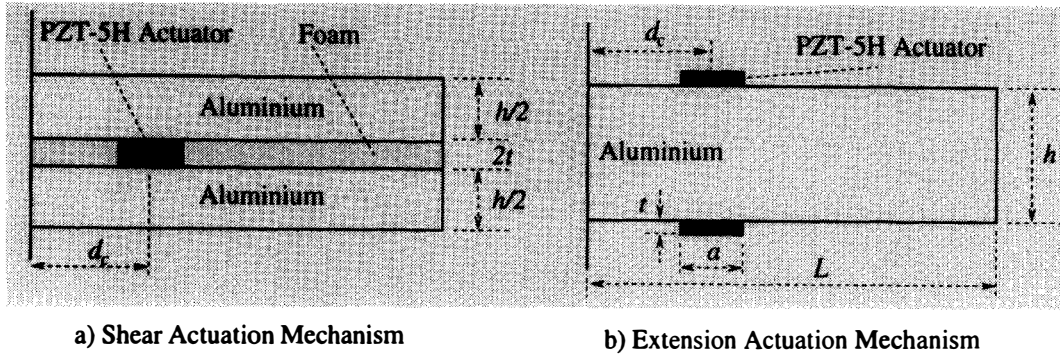 PZT-5H Actuator
Foam
Aluminium
h/2
2t
Aluminium
h/2
d_c
a) Shear Actuation Mechanism
d_c
PZT-5H Actuator
Aluminium
h
t
a
L
b) Extension Actuation Mechanism